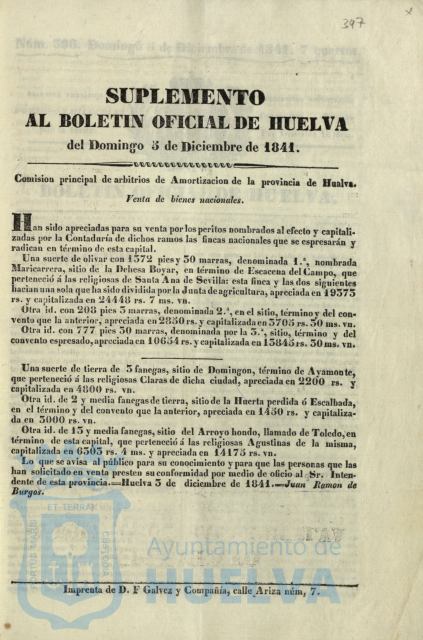 397
SUPLEMENTO
AL BOLETIN OFICIAL DE HUELVA
del Domingo 5 de Diciembre de 1841.
Comision principal de arbitrios de Amortizacion de la provincia de Huelva.
Venta de bienes nacionales.
Han sido apreciadas para su venta por los peritos nombrados al efecto y capitali-
zadas por la Contaduría de dichos ramos las fincas nacionales que se espresarán y
radican en término de esta capital.
Una suerte de olivar con 1572 pies y 50 marras, denominada 1.ª, nombrada
Maricarrera, sitio de la Dehesa Boyar, en término de Escacena del Campo, que
perteneció á las religiosas de Santa Ana de Sevilla: esta finca y las dos siguientes
hacian una sola que ha sido dividida por la Junta de agricultura, apreciada en 19373
rs. y capitalizada en 24448 rs. 7 ms. vn.
Otra id. con 208 pies 5 marras, denominada 2.ª, en el sitio, término y del con-
vento que la anterior, apreciada en 2850 rs. y capitalizada en 5705 rs. 30 ms. vn.
Otra id. con 777 pies 30 marras, denominada por la 3.ª, sitio, término y del
convento espresado, apreciada en 10654 rs. y capitalizada en 15845 rs. 30 ms. vn.
Una suerte de tierra de 5 fanegas, sitio de Domingon, término de Ayamonte,
que perteneció á las religiosas Claras de dicha ciudad, apreciada en 2200 rs. y
capitalizada en 4800 rs. vn.
Otra id. de 2 y media fanegas de tierra, sitio de la Huerta perdida ó Escalbada,
en el término y del convento que la anterior, apreciada en 1450 rs. y capitaliza-
da en 3000 rs. vn.
Otra id. de 13 y media fanegas, sitio del Arroyo hondo, llamado de Toledo, en
término de esta capital, que perteneció á las religiosas Agustinas de la misma,
capitalizada en 6303 rs. 4 ms. y apreciada en 14175 rs. vn.
Lo que se avisa al público para su conocimiento y para que las personas que las
han solicitado en venta presten su conformidad por medio de oficio al Sr. Inten-
dente de esta provincia.=Huelva 3 de diciembre de 1841.=Juan Ramon de
Burgos.
ET TERRAE
PORTUS MARIS
CUSTODIA
Ayuntamiento de
HUELVA
Imprenta de D. F Galvez y Compañía, calle Ariza núm, 7.